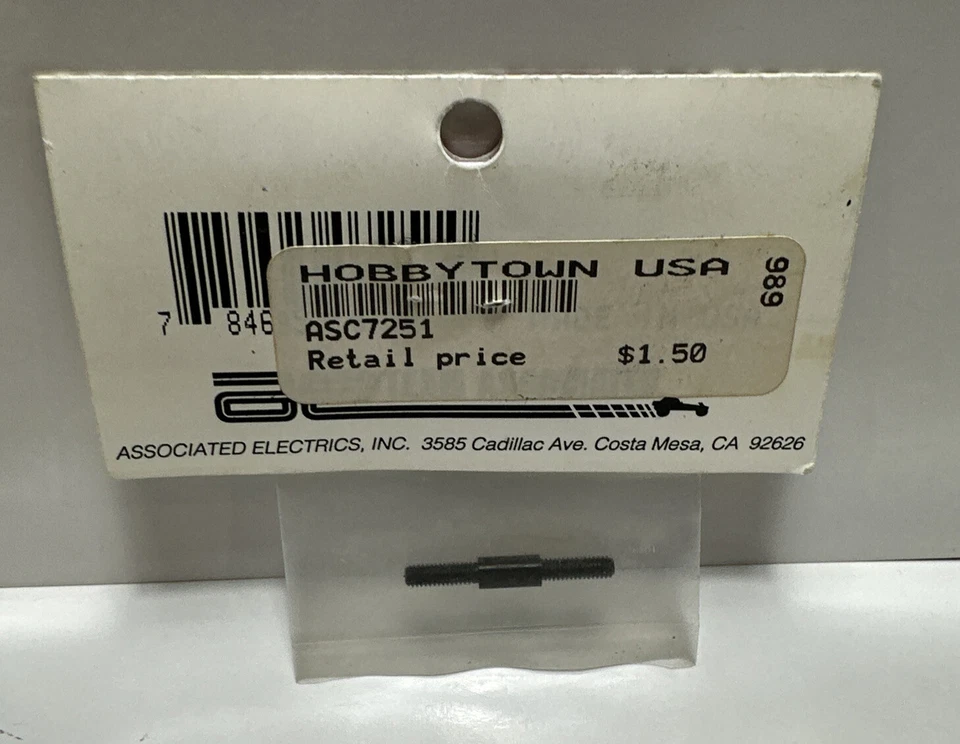 HOBBYTOWN USA
989
ASC7251
Retail price $1.50
7 846
ASSOCIATED ELECTRICS, INC. 3585 Cadillac Ave. Costa Mesa, CA 92626